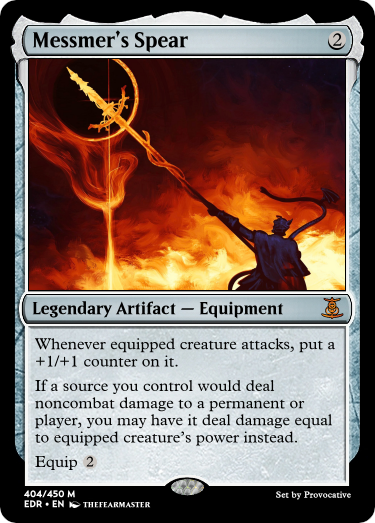 Messmer's Spear 2
Legendary Artifact — Equipment
Whenever equipped creature attacks, put a
+1/+1 counter on it.
If a source you control would deal
noncombat damage to a permanent or
player, you may have it deal damage equal
to equipped creature's power instead.
Equip 2
404/450 M
EDR • EN THEFEARMASTER
Set by Provocative